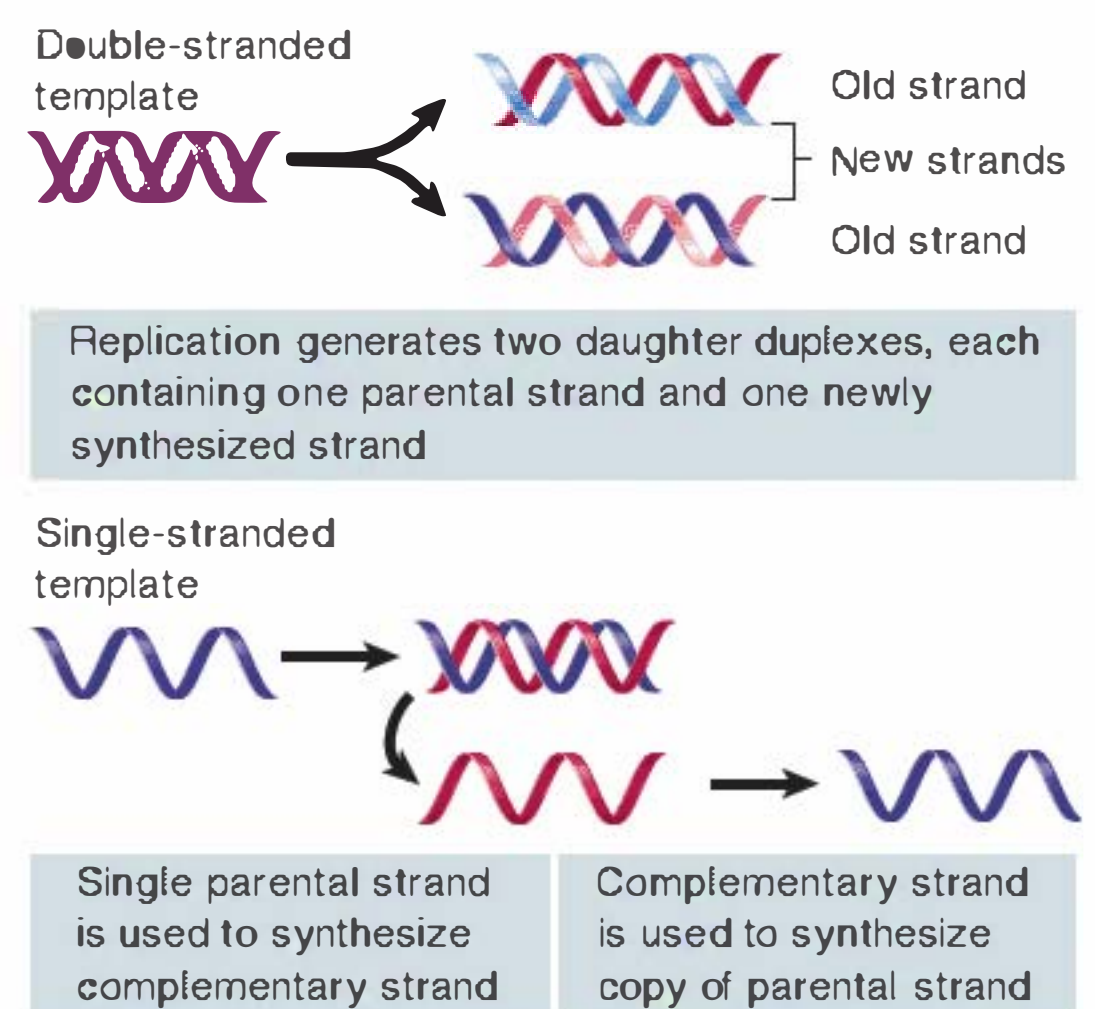 Double-stranded
template
Old strand
New strands
Old strand
Replication generates two daughter duplexes, each
containing one parental strand and one newly
synthesized strand
Single-stranded
template
Single parental strand
is used to synthesize
complementary strand
Complementary strand
is used to synthesize
copy of parental strand